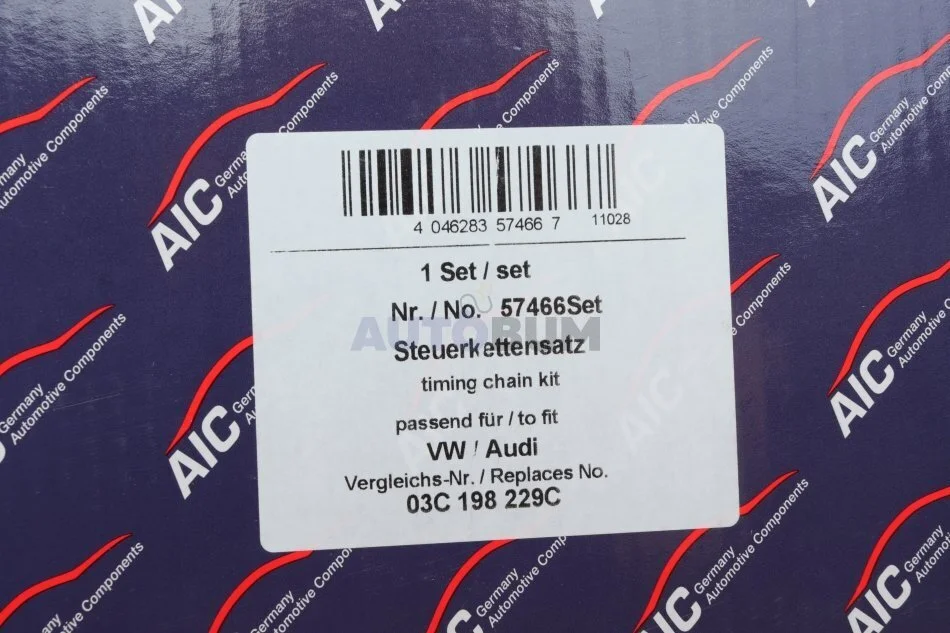 AIC Germany
Automotive Components
4 046283 57466 7 11028
1 Set / set
Nr. / No. 57466Set
AUTOBUM
Steuerkettensatz
timing chain kit
passend für / to fit
VW / Audi
Vergleichs-Nr. / Replaces No.
03C 198 229C